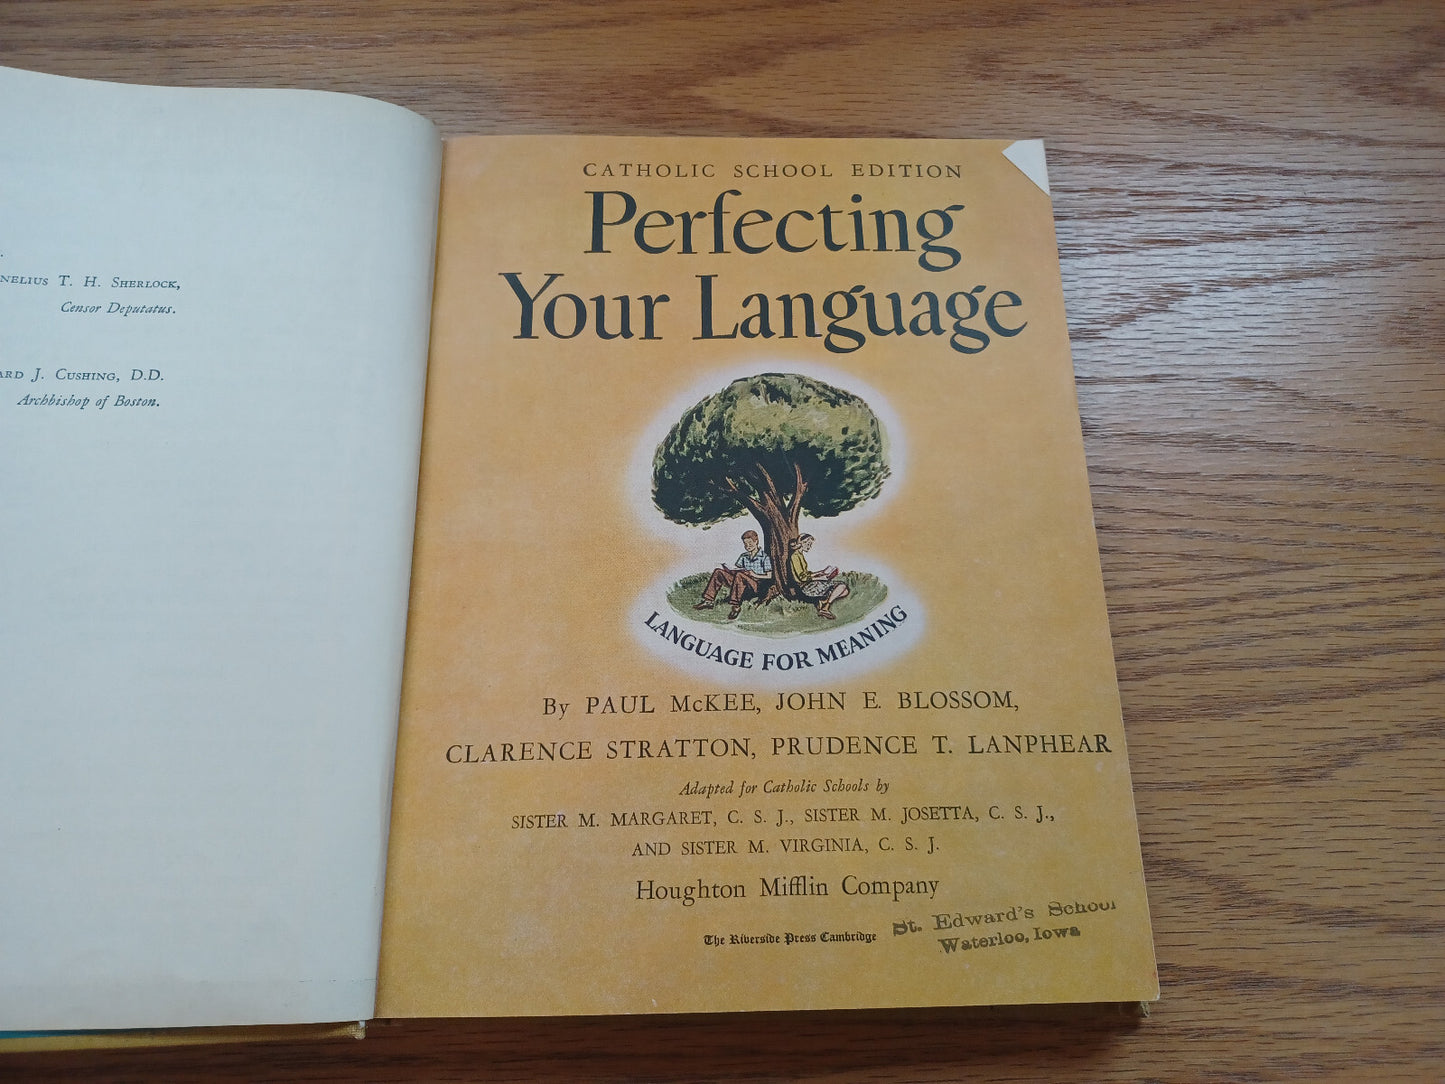 Sherlock,
Censor Deputatus.
J. Cushing, D.D.
Archbishop of Boston.
CATHOLIC SCHOOL EDITION
Perfecting
Your Language
LANGUAGE FOR MEANING
By PAUL McKEE, JOHN E. BLOSSOM,
CLARENCE STRATTON, PRUDENCE T. LANPHEAR
Adapted for Catholic Schools by
SISTER M. MARGARET, C. S. J., SISTER M. JOSETTA, C. S. J.,
AND SISTER M. VIRGINIA, C. S. J.
Houghton Mifflin Company
The Riverside Press Cambridge
St. Edward's School
Waterloo, Iowa